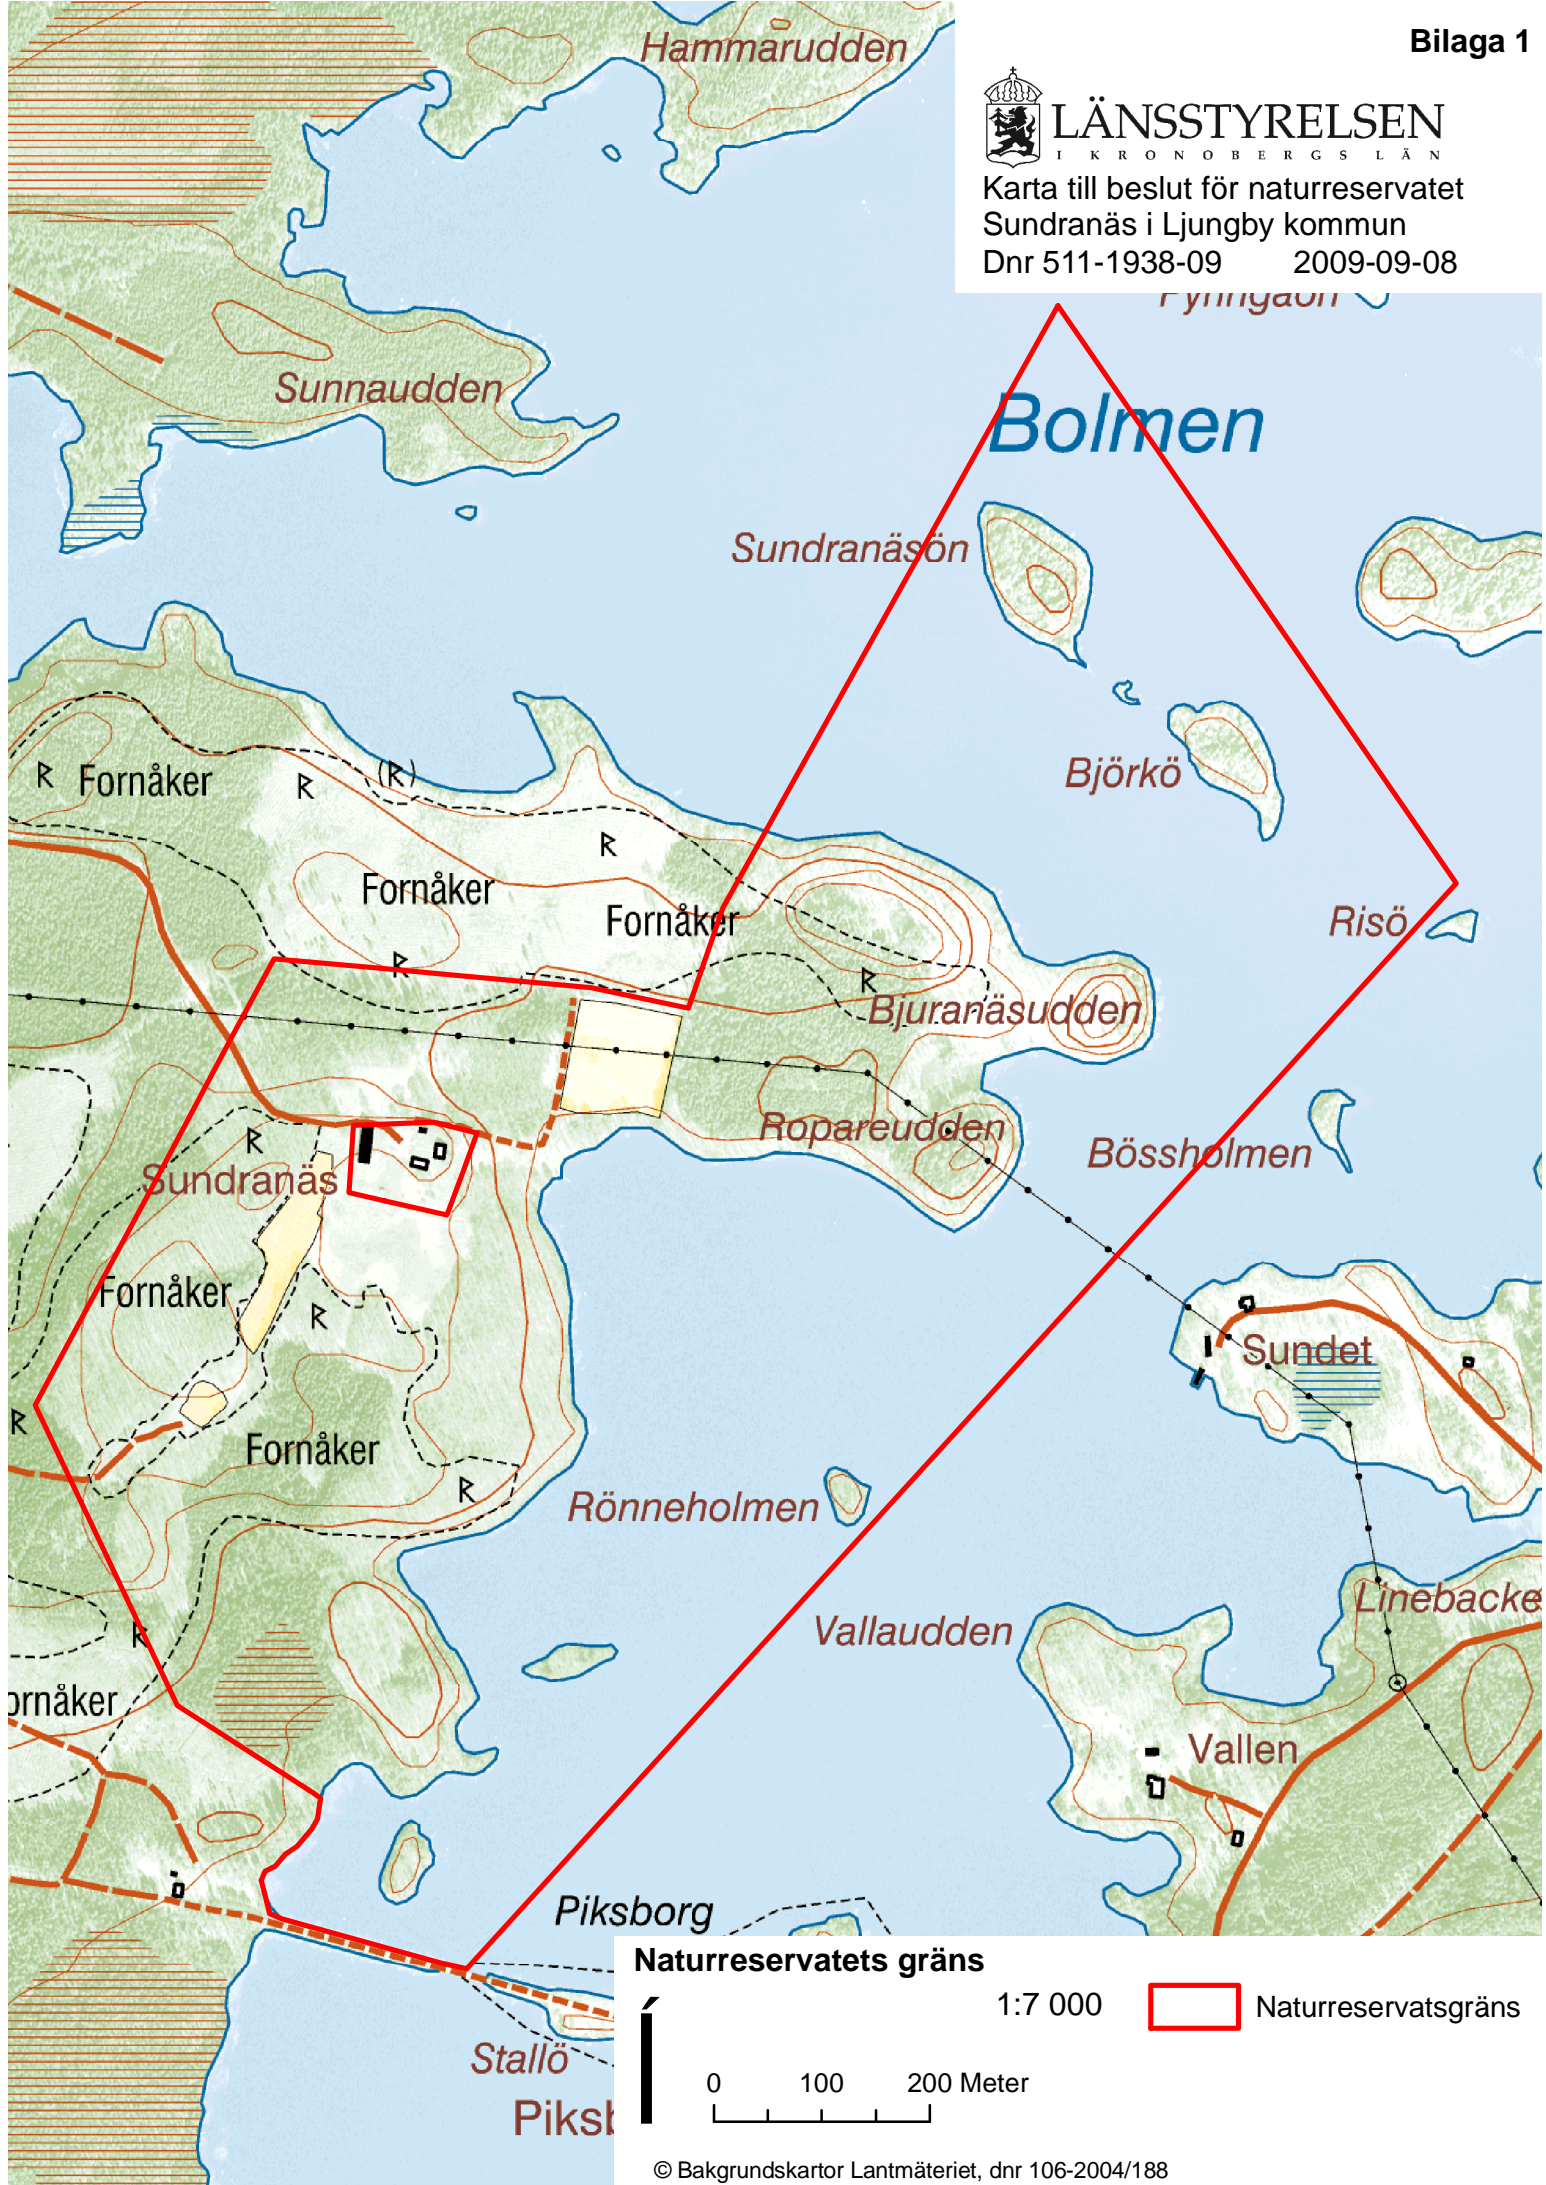 Bilaga 1
LÄNSSTYRELSEN
I KRONOBERGS LÄN
Karta till beslut för naturreservatet
Sundranäs i Ljungby kommun
Dnr 511-1938-09 2009-09-08
Hammarudden
Sunnaudden
Bolmen
Sundranäsön
Björkö
R
Fornåker
R
(R)
R
Fornåker
Fornåker
Risö
R
R
Bjuranäsudden
Ropareudden
Bössholmen
R
Sundranäs
Fornåker
R
Sundet
R
Fornåker
R
Rönneholmen
Linebacke
Vallaudden
R
ornåker
Vallen
Piksborg
Stallö
Piksb
Naturreservatets gräns
1:7 000
Naturreservatsgräns
0 100 200 Meter
© Bakgrundskartor Lantmäteriet, dnr 106-2004/188